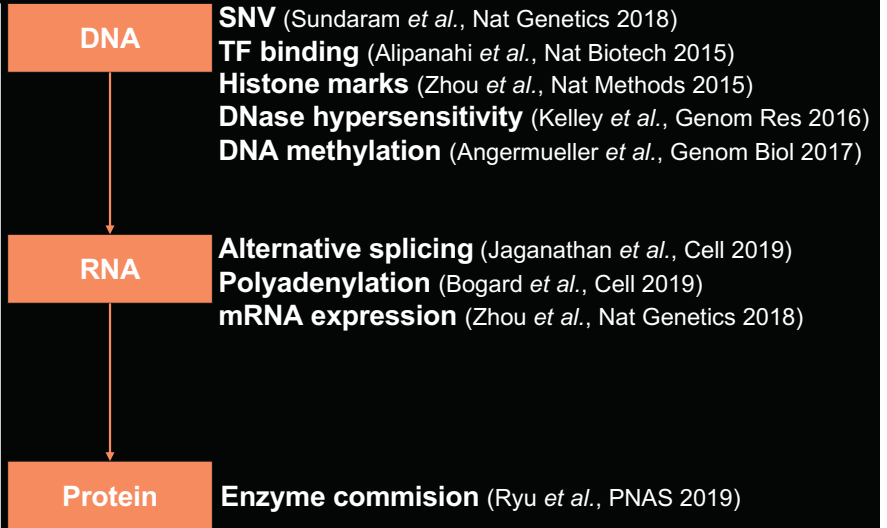 DNA
SNV (Sundaram et al., Nat Genetics 2018)
TF binding (Alipanahi et al., Nat Biotech 2015)
Histone marks (Zhou et al., Nat Methods 2015)
DNase hypersensitivity (Kelley et al., Genom Res 2016)
DNA methylation (Angermueller et al., Genom Biol 2017)
RNA
Alternative splicing (Jaganathan et al., Cell 2019)
Polyadenylation (Bogard et al., Cell 2019)
mRNA expression (Zhou et al., Nat Genetics 2018)
Protein
Enzyme commision (Ryu et al., PNAS 2019)